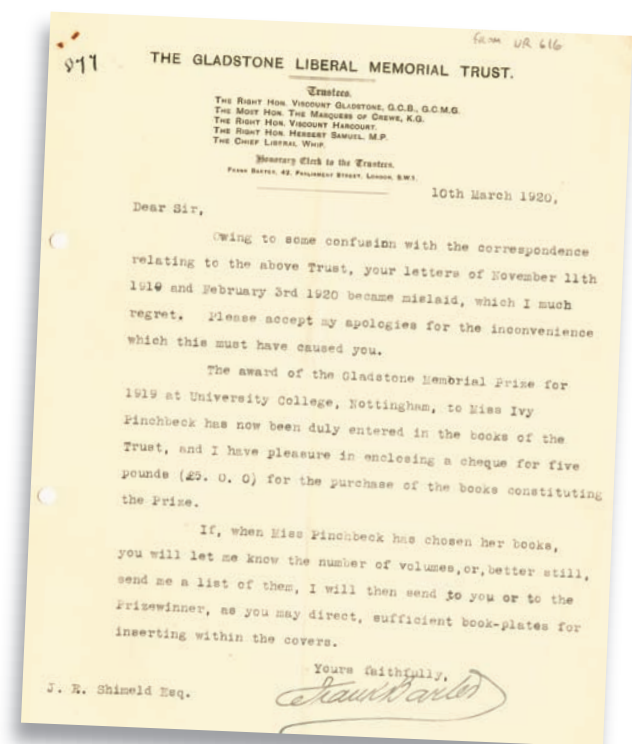 from UR 616
977
THE GLADSTONE LIBERAL MEMORIAL TRUST.
Trustees.
THE RIGHT HON. VISCOUNT GLADSTONE, G.C.B., G.C.M.G.
THE MOST HON. THE MARQUESS OF CREWE, K.G.
THE RIGHT HON. VISCOUNT HARCOURT.
THE RIGHT HON. HERBERT SAMUEL, M.P.
THE CHIEF LIBERAL WHIP.
Honorary Clerk to the Trustees.
FRANK BARTER, 42, PARLIAMENT STREET, LONDON, S.W.1.
10th March 1920,
Dear Sir,
Owing to some confusion with the correspondence
relating to the above Trust, your letters of November 11th
1919 and February 3rd 1920 became mislaid, which I much
regret. Please accept my apologies for the inconvenience
which this must have caused you.
The award of the Gladstone Memorial Prize for
1919 at University College, Nottingham, to Miss Ivy
Pinchbeck has now been duly entered in the books of the
Trust, and I have pleasure in enclosing a cheque for five
pounds (£5. 0. 0) for the purchase of the books constituting
the Prize.
If, when Miss Pinchbeck has chosen her books,
you will let me know the number of volumes, or, better still,
send me a list of them, I will then send to you or to the
Prizewinner, as you may direct, sufficient book-plates for
inserting within the covers.
Yours faithfully,
Frank Barter
J. R. Shimeld Esq.